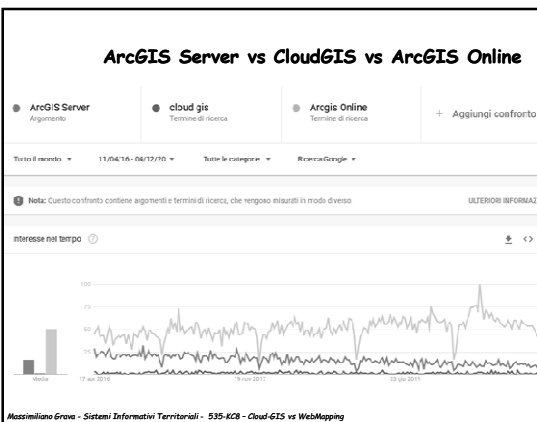 ArcGIS Server vs CloudGIS vs ArcGIS Online
ArcGIS Server
Argomento
cloud gis
Termine di ricerca
Arcgis Online
Termine di ricerca
+ Aggiungi confronto
Tutto il mondo
11/04/16 - 04/12/20
Tutte le categorie
Ricerca Google
Nota: Questo confronto contiene argomenti e termini di ricerca, che vengono misurati in modo diverso
ULTERIORI INFORMAZ
Interesse nel tempo
100
75
50
25
Media
17 apr 2016
Massimiliano Grava - Sistemi Informativi Territoriali - 535-KC8 – Cloud-GIS vs WebMapping